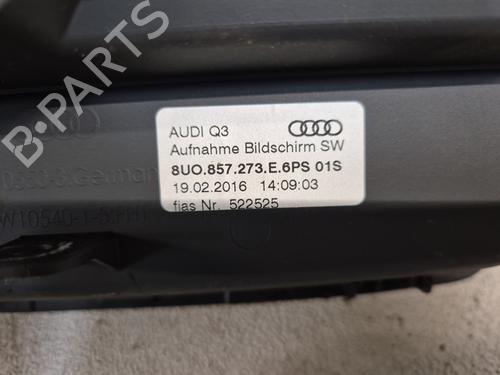 AUDI Q3
Aufnahme Bildschirm SW
8UO.857.273.E.6PS 01S
19.02.2016 14:09:03
fias Nr. 522525
B-PARTS